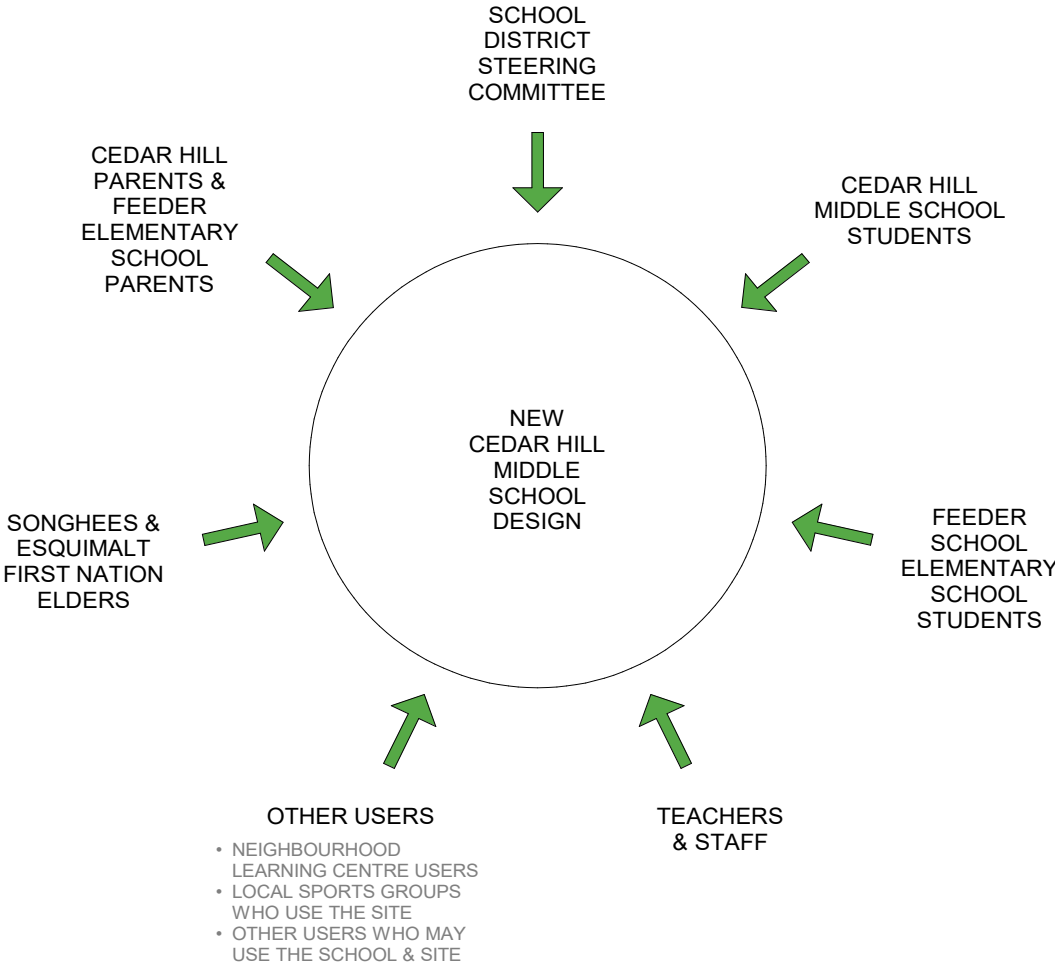 SCHOOL
DISTRICT
STEERING
COMMITTEE
CEDAR HILL
PARENTS &
FEEDER
ELEMENTARY
SCHOOL
PARENTS
CEDAR HILL
MIDDLE SCHOOL
STUDENTS
NEW
CEDAR HILL
MIDDLE
SCHOOL
DESIGN
SONGHEES &
ESQUIMALT
FIRST NATION
ELDERS
FEEDER
SCHOOL
ELEMENTARY
SCHOOL
STUDENTS
OTHER USERS
• NEIGHBOURHOOD
LEARNING CENTRE USERS
• LOCAL SPORTS GROUPS
WHO USE THE SITE
• OTHER USERS WHO MAY
USE THE SCHOOL & SITE
TEACHERS
& STAFF